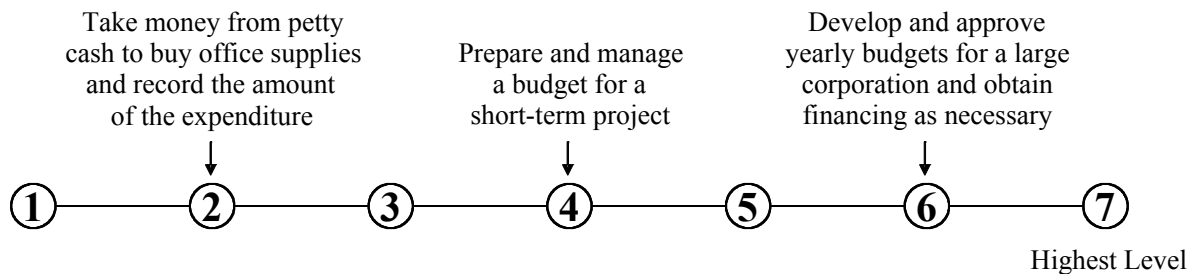 Take money from petty
cash to buy office supplies
and record the amount
of the expenditure
Prepare and manage
a budget for a
short-term project
Develop and approve
yearly budgets for a large
corporation and obtain
financing as necessary
1 2 3 4 5 6 7
Highest Level